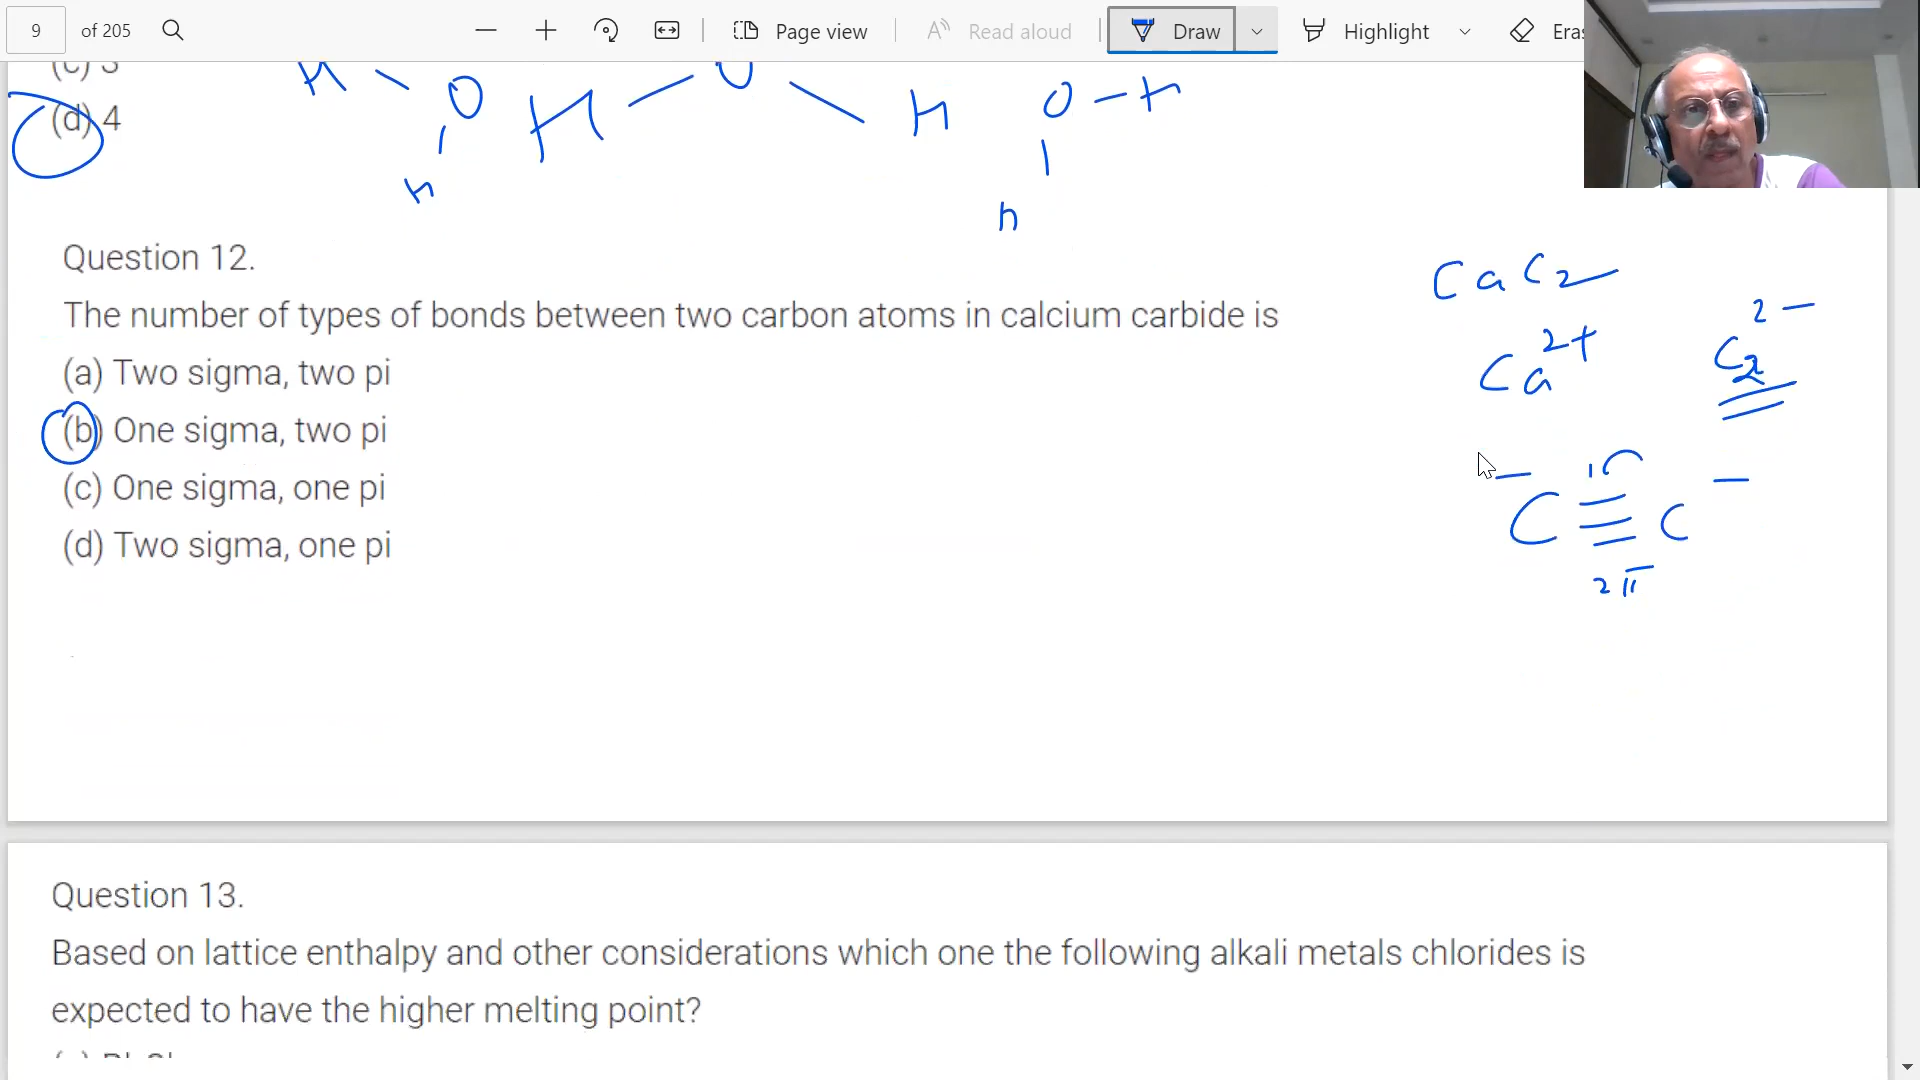 9 of 205 Page view Read aloud Draw Highlight Eras
(c) 3
(d) 4
H O H O H O - H
H H
Question 12.
The number of types of bonds between two carbon atoms in calcium carbide is
(a) Two sigma, two pi
(b) One sigma, two pi
(c) One sigma, one pi
(d) Two sigma, one pi
CaC2
Ca2+ C2 2-
- 1σ -
C ≡ C
2π
Question 13.
Based on lattice enthalpy and other considerations which one the following alkali metals chlorides is
expected to have the higher melting point?